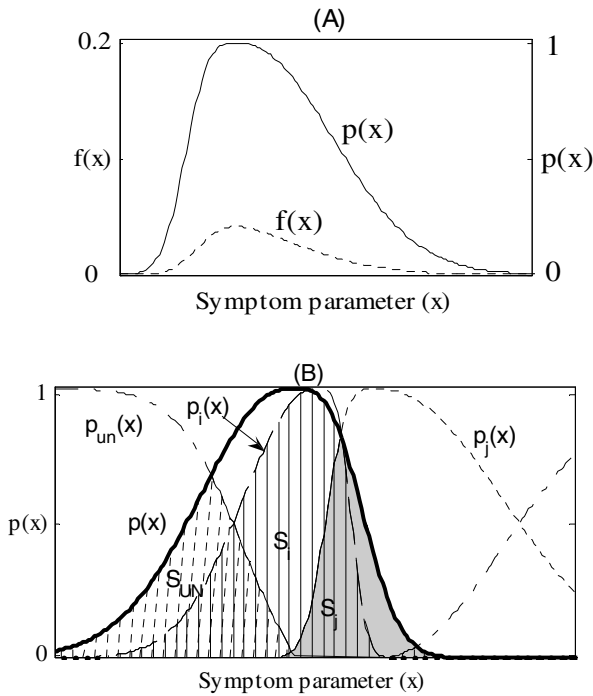 (A)
0.2
1
p(x)
f(x)
p(x)
f(x)
0
0
Symptom parameter (x)
(B)
1
p_un(x)
p_i(x)
p_j(x)
p(x)
p(x)
S_i
S_UN
S_j
0
Symptom parameter (x)